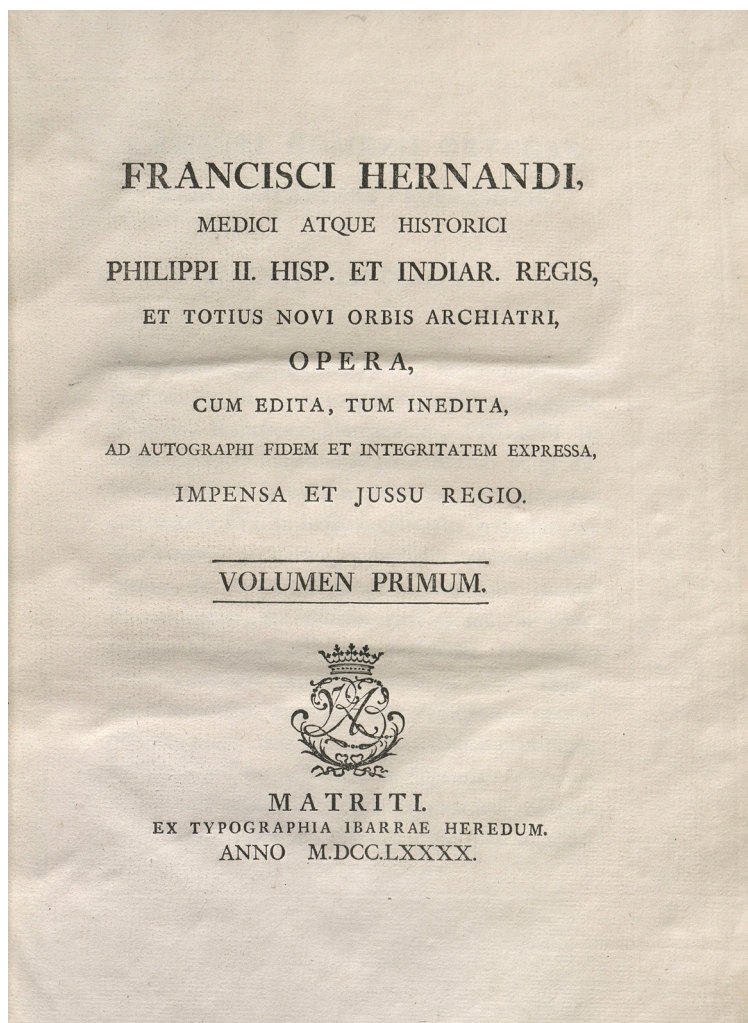 FRANCISCI HERNANDI,
MEDICI ATQUE HISTORICI
PHILIPPI II. HISP. ET INDIAR. REGIS,
ET TOTIUS NOVI ORBIS ARCHIATRI,
OPERA,
CUM EDITA, TUM INEDITA,
AD AUTOGRAPHI FIDEM ET INTEGRITATEM EXPRESSA,
IMPENSA ET JUSSU REGIO.
VOLUMEN PRIMUM.
MATRITI.
EX TYPOGRAPHIA IBARRAE HEREDUM.
ANNO M.DCC.LXXXX.